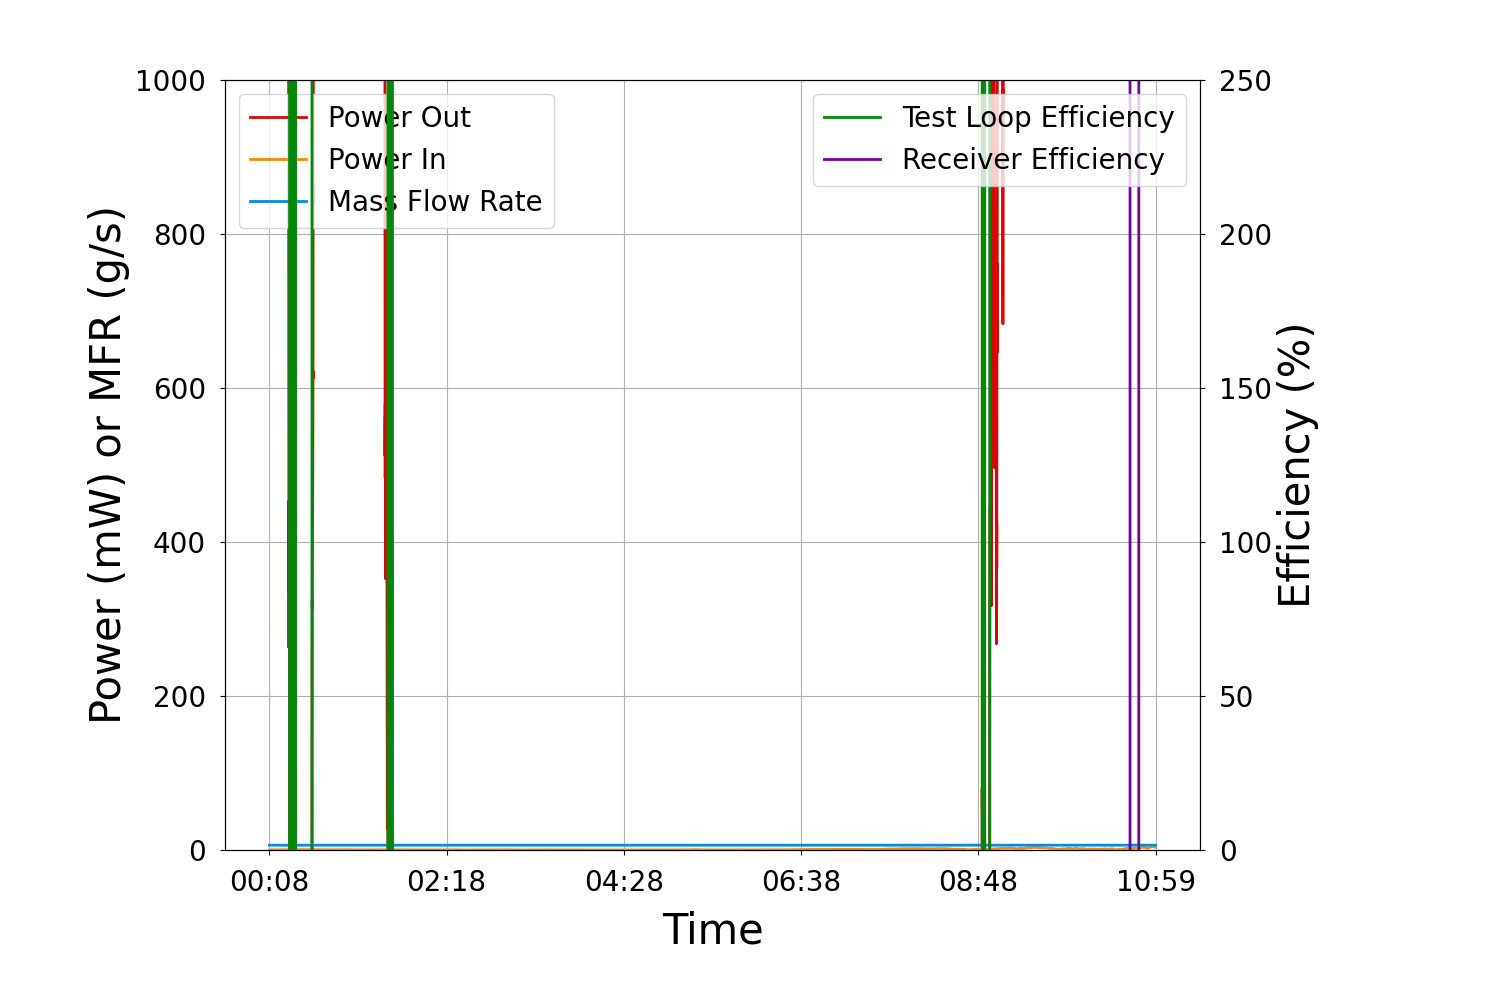 1000
800
600
400
200
0
Power (mW) or MFR (g/s)
Power Out
Power In
Mass Flow Rate
Test Loop Efficiency
Receiver Efficiency
250
200
150
100
50
0
Efficiency (%)
00:08 02:18 04:28 06:38 08:48 10:59
Time